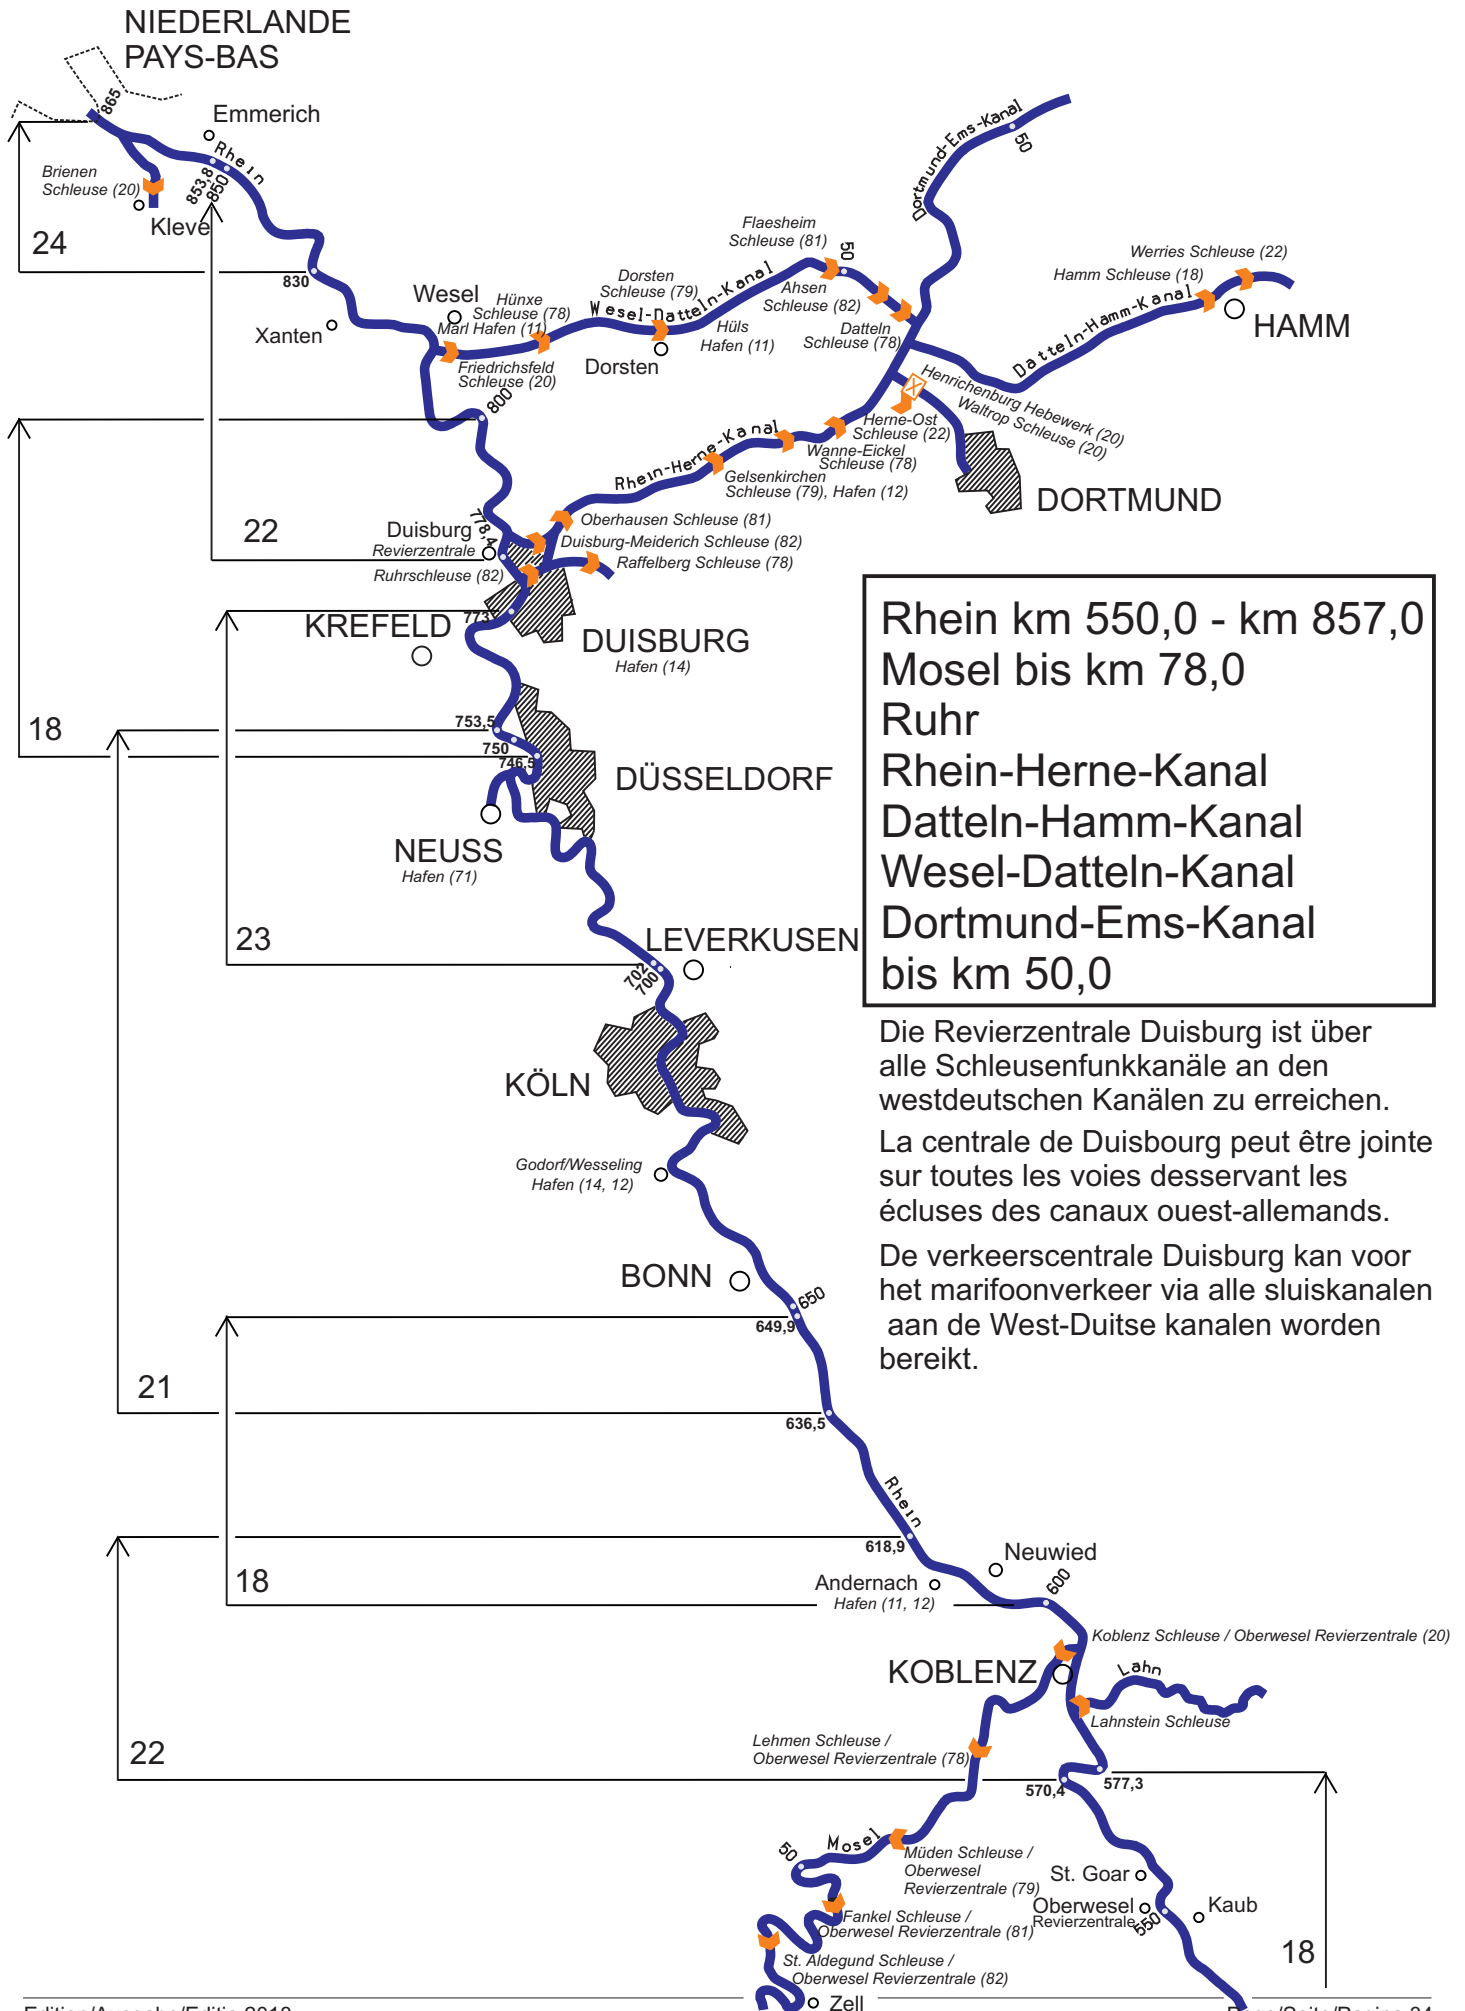 NIEDERLANDE
PAYS-BAS
865
Emmerich
Rhein
Brienen
Schleuse (20)
853,8
850
Kleve
24
830
Xanten
Wesel
Hünxe
Schleuse (78)
Marl Hafen (11)
Friedrichsfeld
Schleuse (20)
Wesel-Datteln-Kanal
Dorsten
Schleuse (79)
Dorsten
Hüls
Hafen (11)
Flaesheim
Schleuse (81)
50
Ahsen
Schleuse (82)
Datteln
Schleuse (78)
Dortmund-Ems-Kanal
50
Werries Schleuse (22)
Hamm Schleuse (18)
Datteln-Hamm-Kanal
HAMM
Henrichenburg Hebewerk (20)
Waltrop Schleuse (20)
Herne-Ost
Schleuse (22)
Wanne-Eickel
Schleuse (78)
Rhein-Herne-Kanal
Gelsenkirchen
Schleuse (79), Hafen (12)
DORTMUND
800
22
778,4
Duisburg
Revierzentrale
Oberhausen Schleuse (81)
Duisburg-Meiderich Schleuse (82)
Raffelberg Schleuse (78)
Ruhrschleuse (82)
773
KREFELD
DUISBURG
Hafen (14)
18
753,5
750
746,5
DÜSSELDORF
NEUSS
Hafen (71)
23
LEVERKUSEN
702
700
KÖLN
Godorf/Wesseling
Hafen (14, 12)
BONN
650
649,9
21
636,5
Rhein
618,9
Neuwied
18
Andernach
Hafen (11, 12)
600
Koblenz Schleuse / Oberwesel Revierzentrale (20)
KOBLENZ
Lahn
Lahnstein Schleuse
Lehmen Schleuse /
Oberwesel Revierzentrale (78)
22
570,4
577,3
Mosel
50
Müden Schleuse /
Oberwesel
Revierzentrale (79)
St. Goar
Oberwesel
Revierzentrale
550
Kaub
Fankel Schleuse /
Oberwesel Revierzentrale (81)
18
St. Aldegund Schleuse /
Oberwesel Revierzentrale (82)
Zell
Rhein km 550,0 - km 857,0
Mosel bis km 78,0
Ruhr
Rhein-Herne-Kanal
Datteln-Hamm-Kanal
Wesel-Datteln-Kanal
Dortmund-Ems-Kanal
bis km 50,0
Die Revierzentrale Duisburg ist über
alle Schleusenfunkkanäle an den
westdeutschen Kanälen zu erreichen.
La centrale de Duisbourg peut être jointe
sur toutes les voies desservant les
écluses des canaux ouest-allemands.
De verkeerscentrale Duisburg kan voor
het marifoonverkeer via alle sluiskanalen
aan de West-Duitse kanalen worden
bereikt.